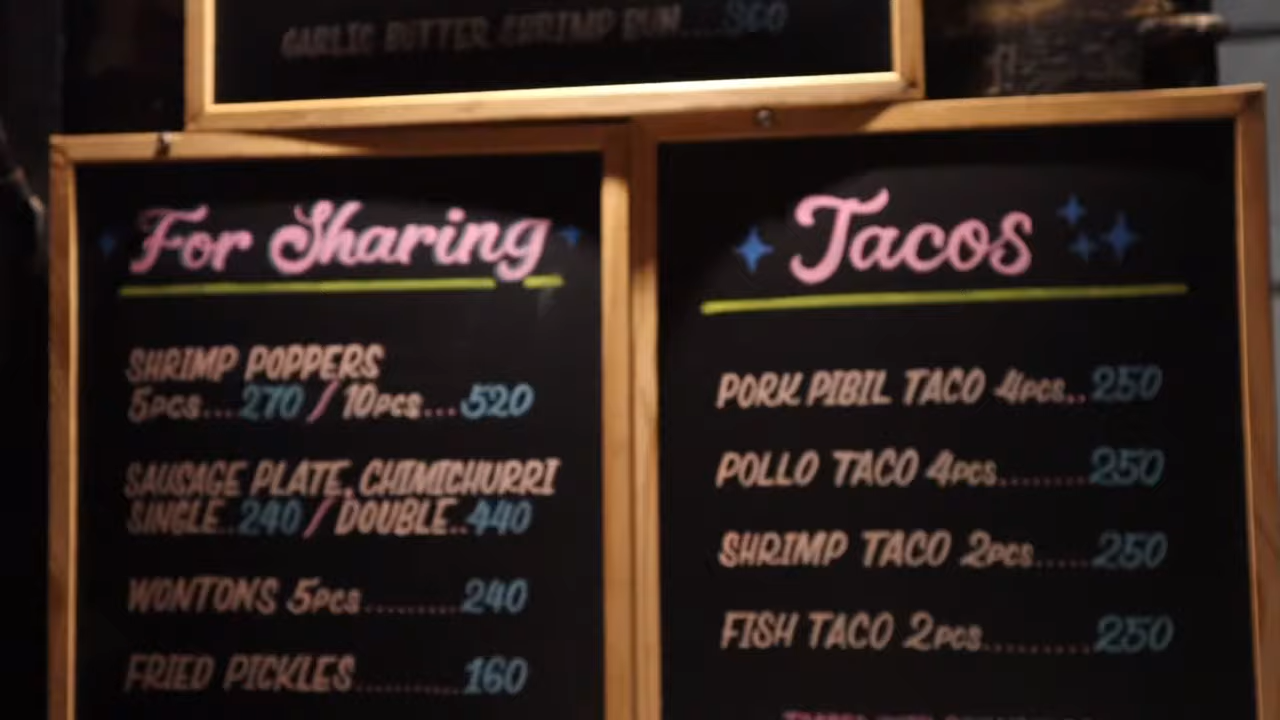 GARLIC BUTTER SHRIMP BUN....360
For Sharing
SHRIMP POPPERS
5pcs....270 / 10pcs....520
SAUSAGE PLATE, CHIMICHURRI
SINGLE..240 / DOUBLE..440
WONTONS 5pcs..........240
FRIED PICKLES..........160
Tacos
PORK PIBIL TACO 4pcs..250
POLLO TACO 4pcs........250
SHRIMP TACO 2pcs.....250
FISH TACO 2pcs.........250